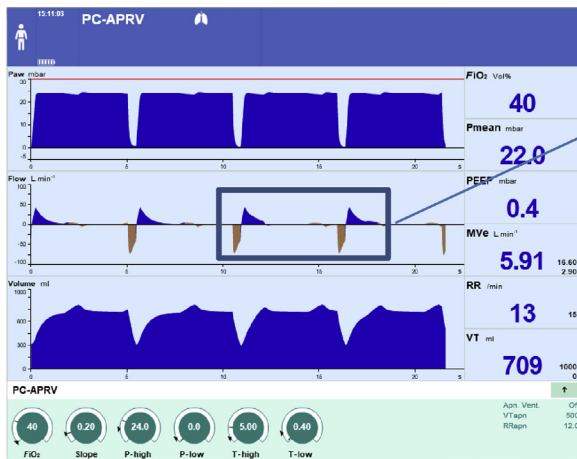 15:11:03
PC-APRV
Paw mbar
30
20
10
0
-5
0
5
10
15
20
s
Flow L min⁻¹
100
50
0
-50
-100
0
5
10
15
20
s
Volume ml
1000
600
300
0
0
5
10
15
20
s
FiO₂ Vol%
40
Pmean mbar
22.0
PEEP mbar
0.4
MVe L min⁻¹
5.91
16.60
2.90
RR /min
13
15
VT ml
709
1000
0
PC-APRV
40
0.20
24.0
0.0
5.00
0.40
FiO₂
Slope
P-high
P-low
T-high
T-low
Apn. Vent.
VTapn
500
RRapn
12.0